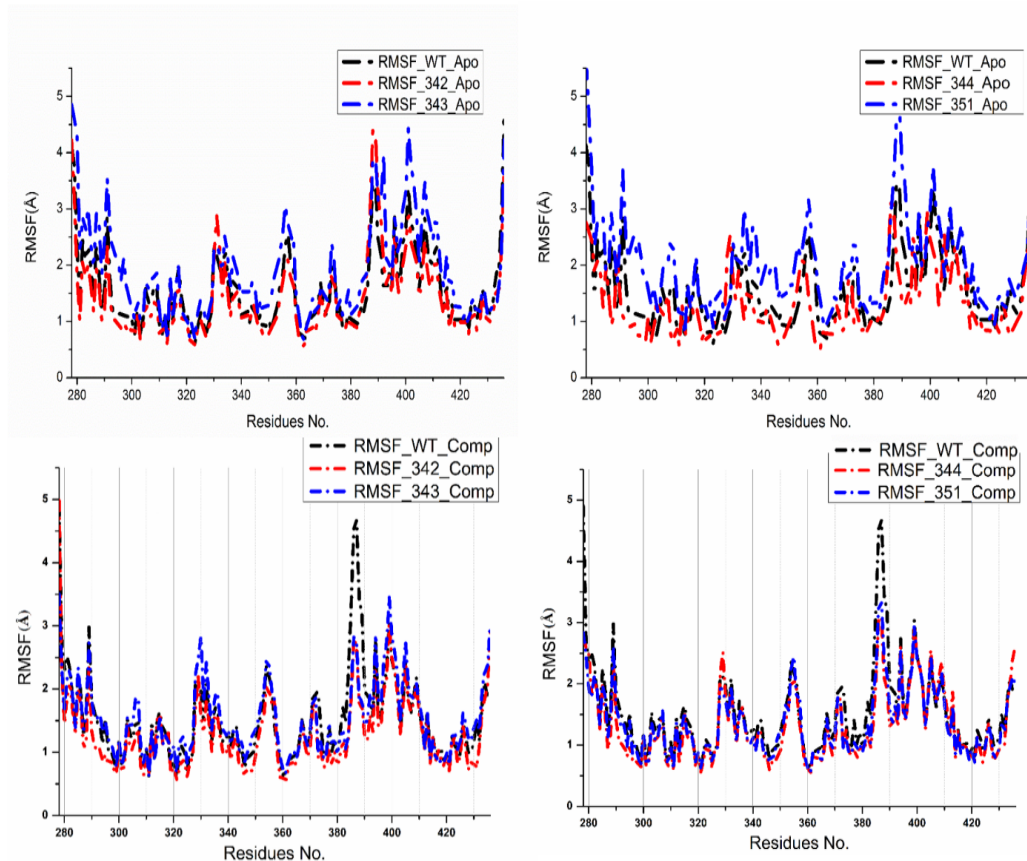 RMSF_WT_Apo
RMSF_342_Apo
RMSF_343_Apo
5
4
3
2
1
0
RMSF(Å)
280 300 320 340 360 380 400 420
Residues No.
RMSF_WT_Apo
RMSF_344_Apo
RMSF_351_Apo
5
4
3
2
1
0
RMSF(Å)
280 300 320 340 360 380 400 420
Residues No.
RMSF_WT_Comp
RMSF_342_Comp
RMSF_343_Comp
5
4
3
2
1
0
RMSF(Å)
280 300 320 340 360 380 400 420
Residues No.
RMSF_WT_Comp
RMSF_344_Comp
RMSF_351_Comp
5
4
3
2
1
0
RMSF(Å)
280 300 320 340 360 380 400 420
Residues No.